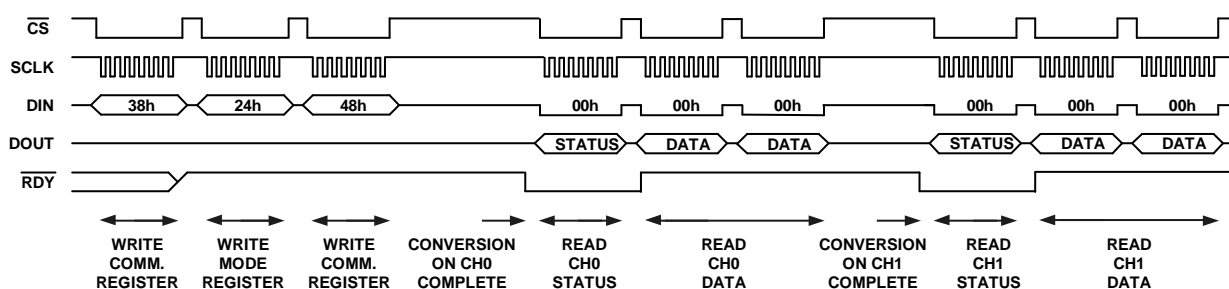 CS
SCLK
DIN 38h 24h 48h 00h 00h 00h 00h 00h 00h
DOUT STATUS DATA DATA STATUS DATA DATA
RDY
WRITE COMM. REGISTER
WRITE MODE REGISTER
WRITE COMM. REGISTER
CONVERSION ON CH0 COMPLETE
READ CH0 STATUS
READ CH0 DATA
CONVERSION ON CH1 COMPLETE
READ CH1 STATUS
READ CH1 DATA